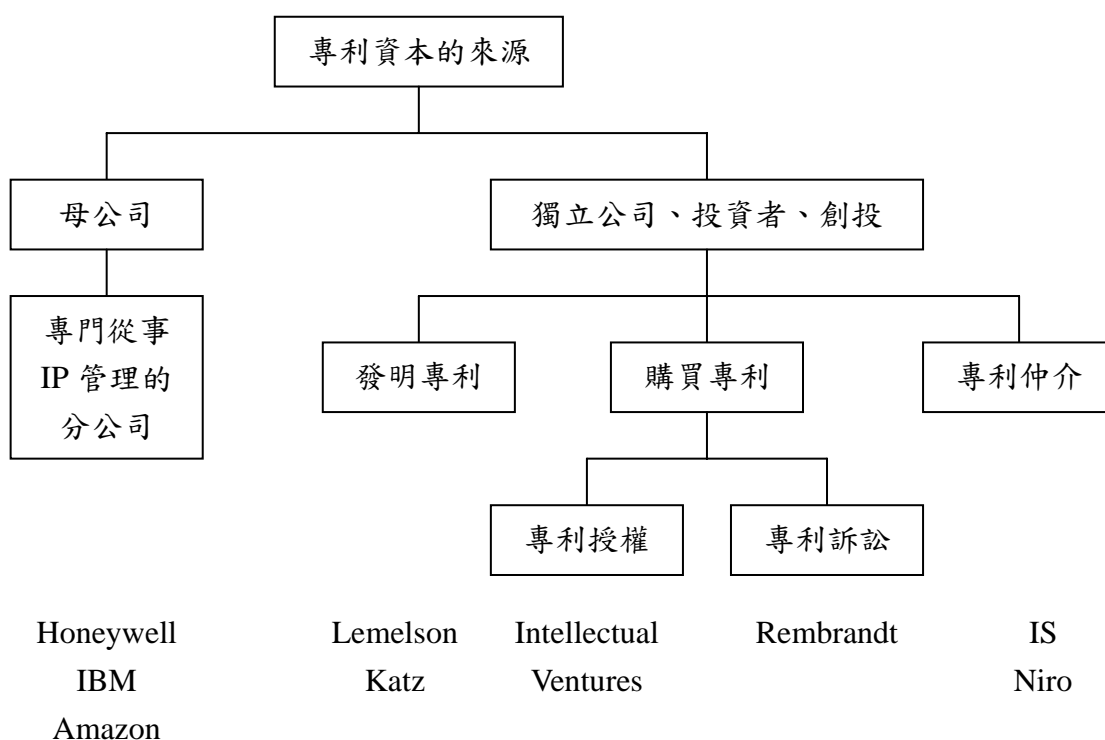 專利資本的來源
母公司
獨立公司、投資者、創投
專門從事
IP 管理的
分公司
發明專利
購買專利
專利仲介
專利授權
專利訴訟
Honeywell
IBM
Amazon
Lemelson
Katz
Intellectual
Ventures
Rembrandt
IS
Niro